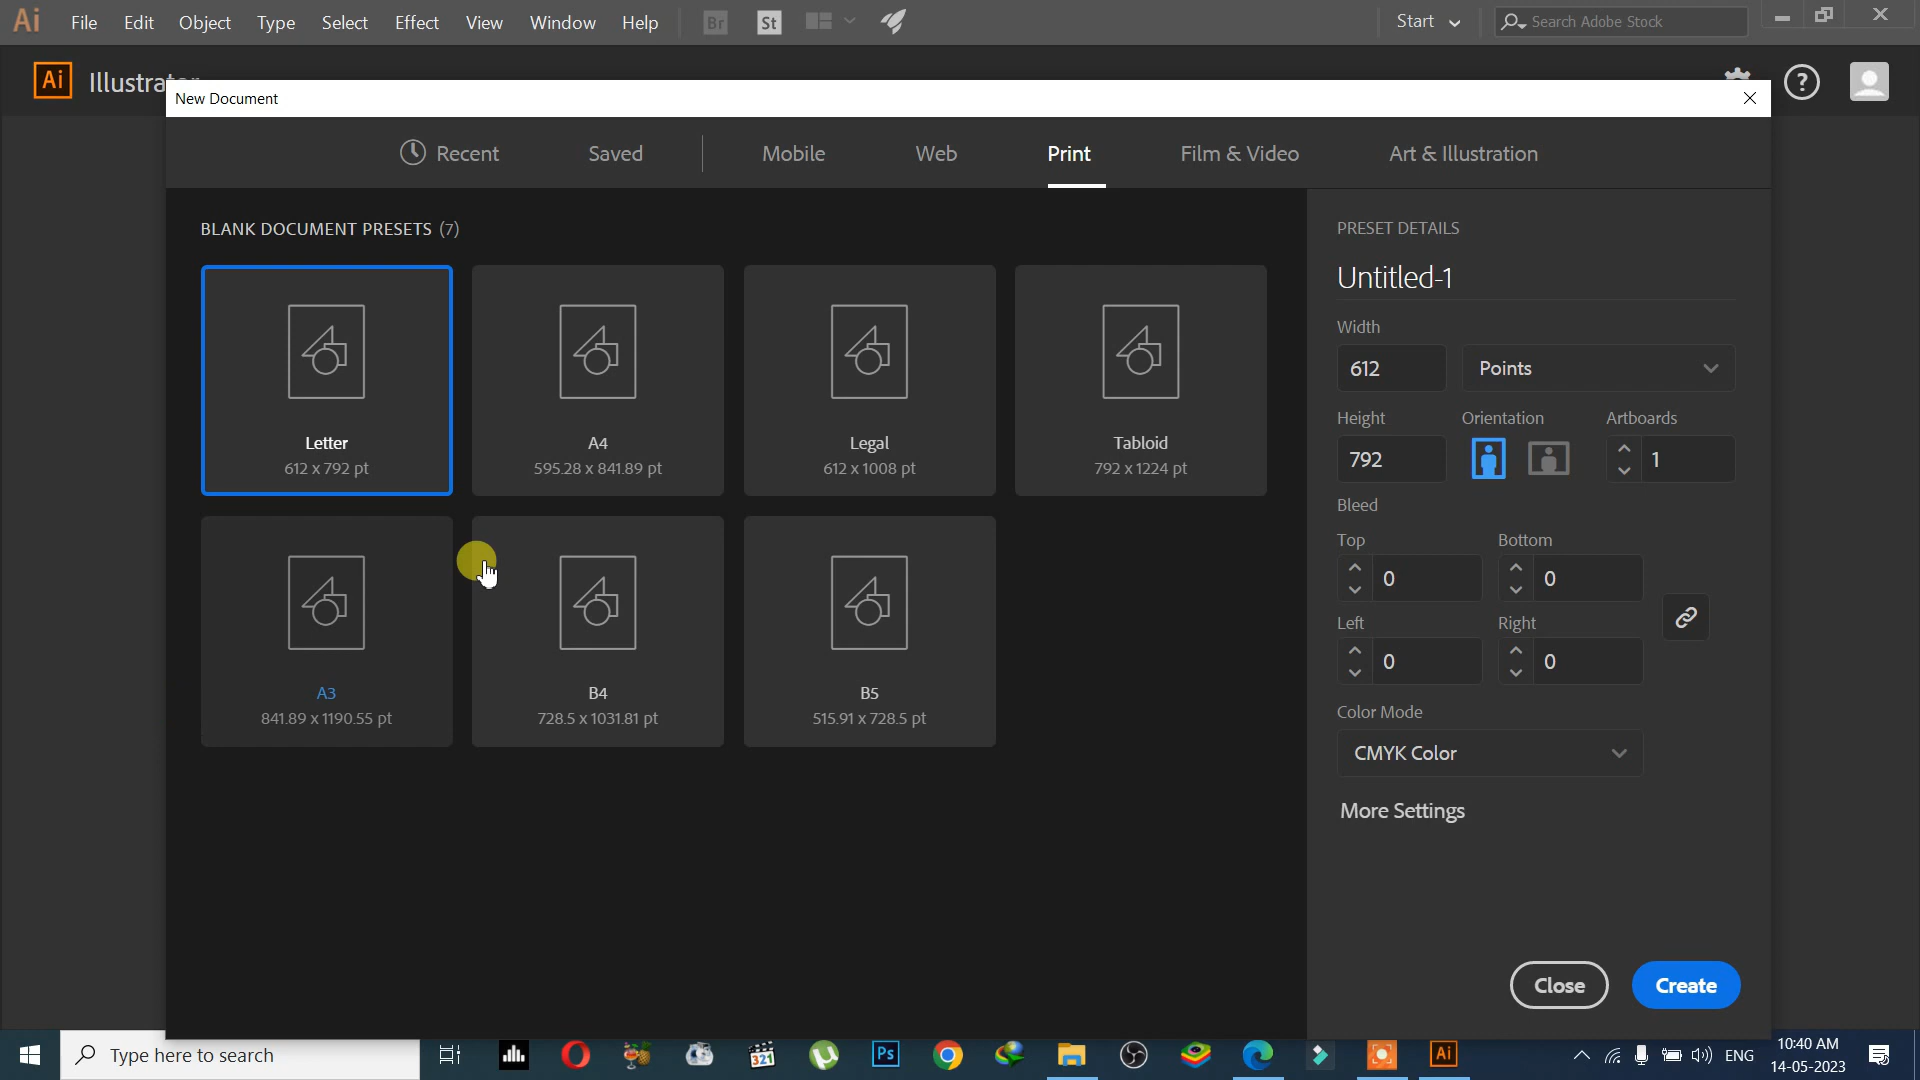 Ai File Edit Object Type Select Effect View Window Help Br St Start Search Adobe Stock
Ai
New Document
Recent Saved Mobile Web Print Film & Video Art & Illustration
BLANK DOCUMENT PRESETS (7)
Letter
612 x 792 pt
A4
595.28 x 841.89 pt
Legal
612 x 1008 pt
Tabloid
792 x 1224 pt
A3
841.89 x 1190.55 pt
B4
728.5 x 1031.81 pt
B5
515.91 x 728.5 pt
PRESET DETAILS
Untitled-1
Width
612 Points
Height Orientation Artboards
792 1
Bleed
Top Bottom
0 0
Left Right
0 0
Color Mode
CMYK Color
More Settings
Close Create
Type here to search
321
Ps
Ai
ENG
10:40 AM
14-05-2023